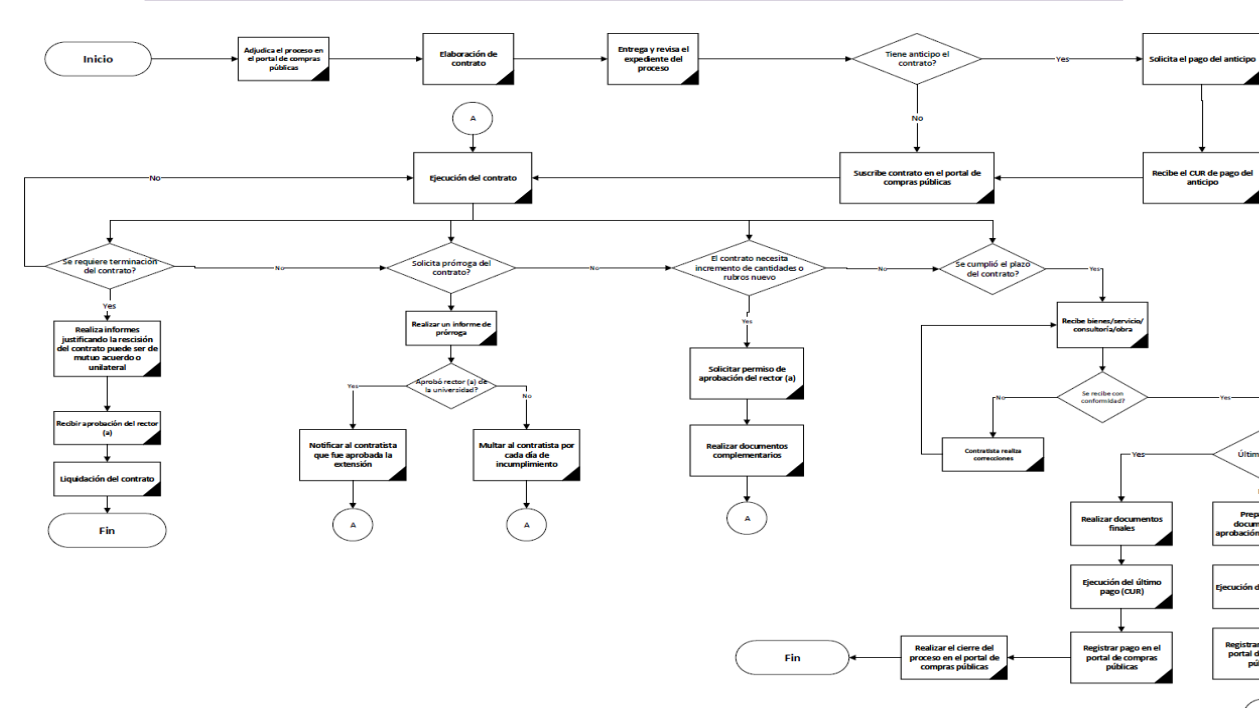 Inicio
Adjudica el proceso en
el portal de compras
públicas
Elaboración de
contrato
Entrega y revisa el
expediente del
proceso
Tiene anticipo el
contrato?
Yes
Solicita el pago del anticipo
No
A
Ejecución del contrato
Suscribe contrato en el portal de
compras públicas
Recibe el CUR de pago del
anticipo
No
Se requiere terminación
del contrato?
No
Solicita prórroga del
contrato?
No
El contrato necesita
incremento de cantidades o
rubros nuevo
No
Se cumplió el plazo
del contrato?
Yes
Yes
Realiza informes
justificando la rescisión
del contrato puede ser de
mutuo acuerdo o
unilateral
Recibir aprobación del rector
(a)
Liquidación del contrato
Fin
Realizar un informe de
prórroga
Aprobó rector (a) de
la universidad?
Yes
No
Notificar al contratista
que fue aprobada la
extensión
Multar al contratista por
cada día de
incumplimiento
A
A
Yes
Solicitar permiso de
aprobación del rector (a)
Realizar documentos
complementarios
A
Recibe bienes/servicio/
consultoría/obra
Se recibe con
conformidad?
No
Yes
Contratista realiza
correcciones
Yes
Realizar documentos
finales
Ejecución del último
pago (CUR)
Registrar pago en el
portal de compras
públicas
Realizar el cierre del
proceso en el portal de
compras públicas
Fin
aprobación
Ejecución d
Registrar
portal d